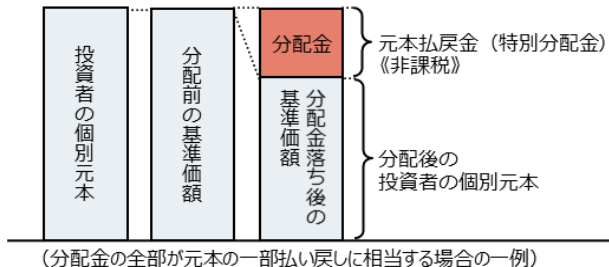 投資者の個別元本
分配前の基準価額
分配金
分配金落ち後の
基準価額
元本払戻金（特別分配金）
《非課税》
分配後の
投資者の個別元本
（分配金の全部が元本の一部払い戻しに相当する場合の一例）